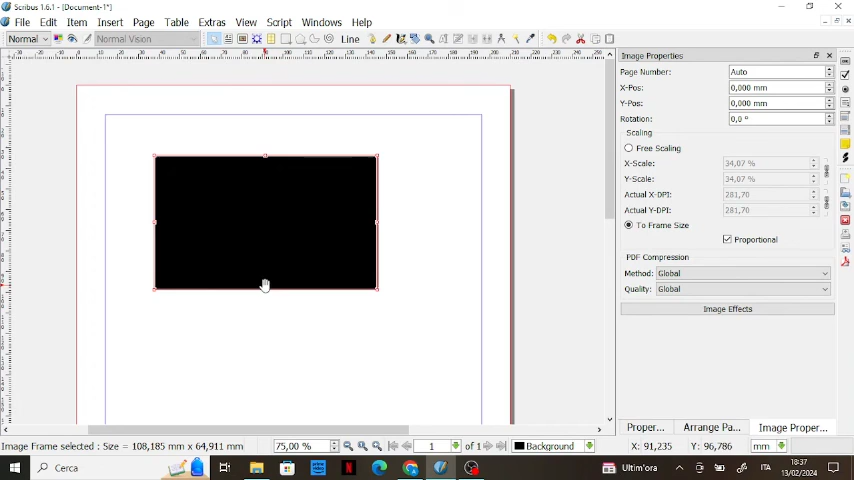 Scribus 1.6.1 - [Document-1*]
File Edit Item Insert Page Table Extras View Script Windows Help
Normal Normal Vision Line
Image Properties
Page Number: Auto
X-Pos: 0,000 mm
Y-Pos: 0,000 mm
Rotation: 0,0 °
Scaling
Free Scaling
X-Scale: 34,07 %
Y-Scale: 34,07 %
Actual X-DPI: 281,70
Actual Y-DPI: 281,70
To Frame Size
Proportional
PDF Compression
Method: Global
Quality: Global
Image Effects
Proper... Arrange Pa... Image Proper...
Image Frame selected : Size = 108,185 mm x 64,911 mm 75,00 % 1 of 1 Background X: 91,235 Y: 96,786 mm
Cerca Ultim'ora ITA 18:37
13/02/2024